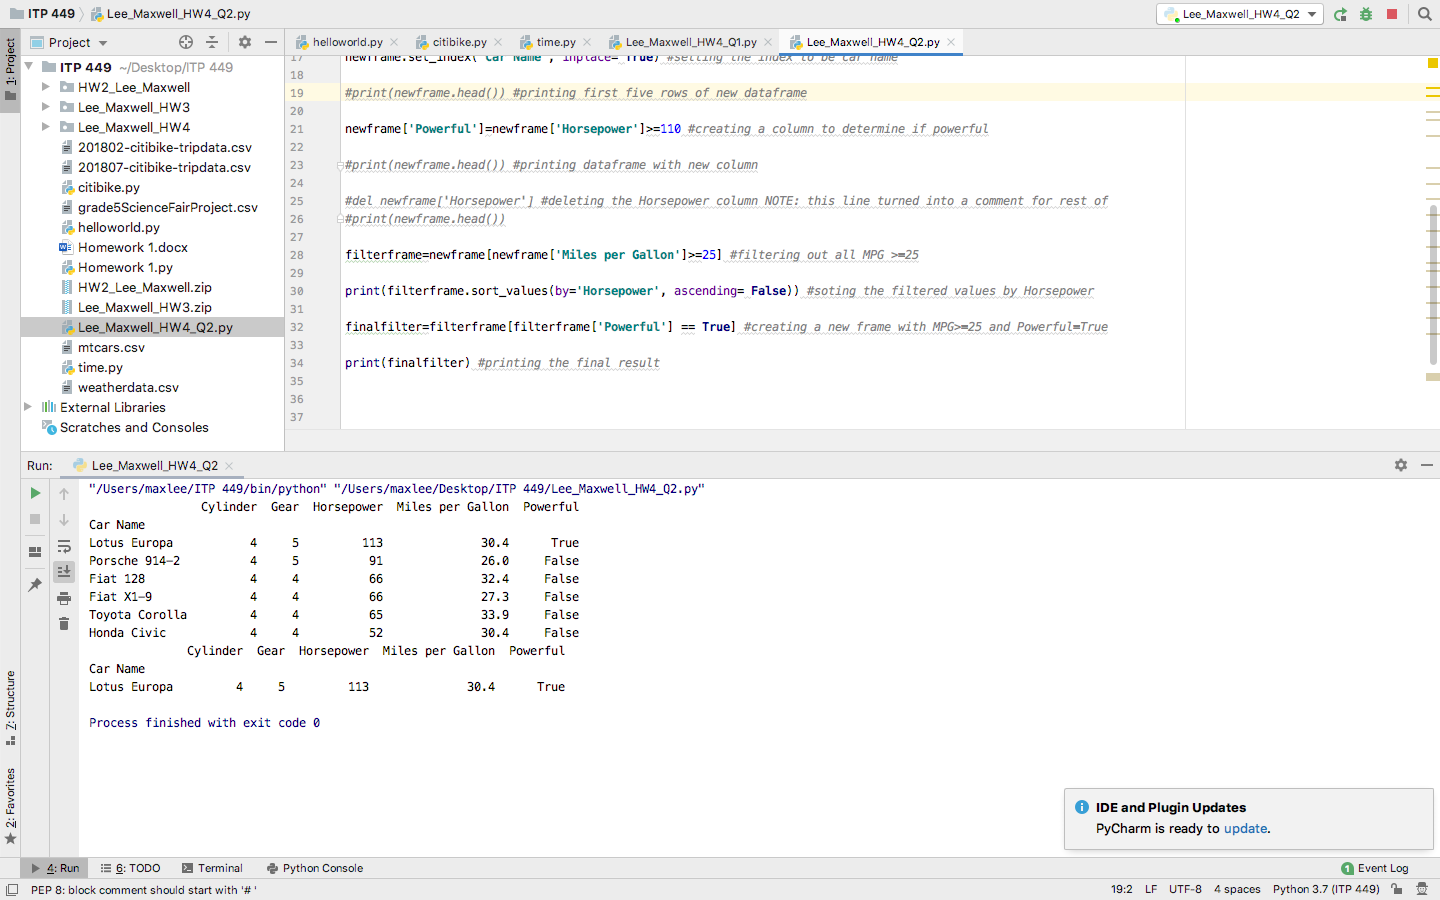 ITP 449 Lee_Maxwell_HW4_Q2.py Lee_Maxwell_HW4_Q2
1: Project
Project
helloworld.py citibike.py time.py Lee_Maxwell_HW4_Q1.py Lee_Maxwell_HW4_Q2.py
ITP 449 ~/Desktop/ITP 449
HW2_Lee_Maxwell
Lee_Maxwell_HW3
Lee_Maxwell_HW4
201802-citibike-tripdata.csv
201807-citibike-tripdata.csv
citibike.py
grade5ScienceFairProject.csv
helloworld.py
Homework 1.docx
Homework 1.py
HW2_Lee_Maxwell.zip
Lee_Maxwell_HW3.zip
Lee_Maxwell_HW4_Q2.py
mtcars.csv
time.py
weatherdata.csv
External Libraries
Scratches and Consoles
17 newframe.set_index('Car Name', inplace= True) #setting the index to be car name
18
19 #print(newframe.head()) #printing first five rows of new dataframe
20
21 newframe['Powerful']=newframe['Horsepower']>=110 #creating a column to determine if powerful
22
23 #print(newframe.head()) #printing dataframe with new column
24
25 #del newframe['Horsepower'] #deleting the Horsepower column NOTE: this line turned into a comment for rest of
26 #print(newframe.head())
27
28 filterframe=newframe[newframe['Miles per Gallon']>=25] #filtering out all MPG >=25
29
30 print(filterframe.sort_values(by='Horsepower', ascending= False)) #soting the filtered values by Horsepower
31
32 finalfilter=filterframe[filterframe['Powerful'] == True] #creating a new frame with MPG>=25 and Powerful=True
33
34 print(finalfilter) #printing the final result
35
36
37
Run: Lee_Maxwell_HW4_Q2
"/Users/maxlee/ITP 449/bin/python" "/Users/maxlee/Desktop/ITP 449/Lee_Maxwell_HW4_Q2.py"
Cylinder Gear Horsepower Miles per Gallon Powerful
Car Name
Lotus Europa 4 5 113 30.4 True
Porsche 914-2 4 5 91 26.0 False
Fiat 128 4 4 66 32.4 False
Fiat X1-9 4 4 66 27.3 False
Toyota Corolla 4 4 65 33.9 False
Honda Civic 4 4 52 30.4 False
Cylinder Gear Horsepower Miles per Gallon Powerful
Car Name
Lotus Europa 4 5 113 30.4 True
Process finished with exit code 0
7: Structure
2: Favorites
IDE and Plugin Updates
PyCharm is ready to update.
4: Run 6: TODO Terminal Python Console 1 Event Log
PEP 8: block comment should start with '# ' 19:2 LF UTF-8 4 spaces Python 3.7 (ITP 449)